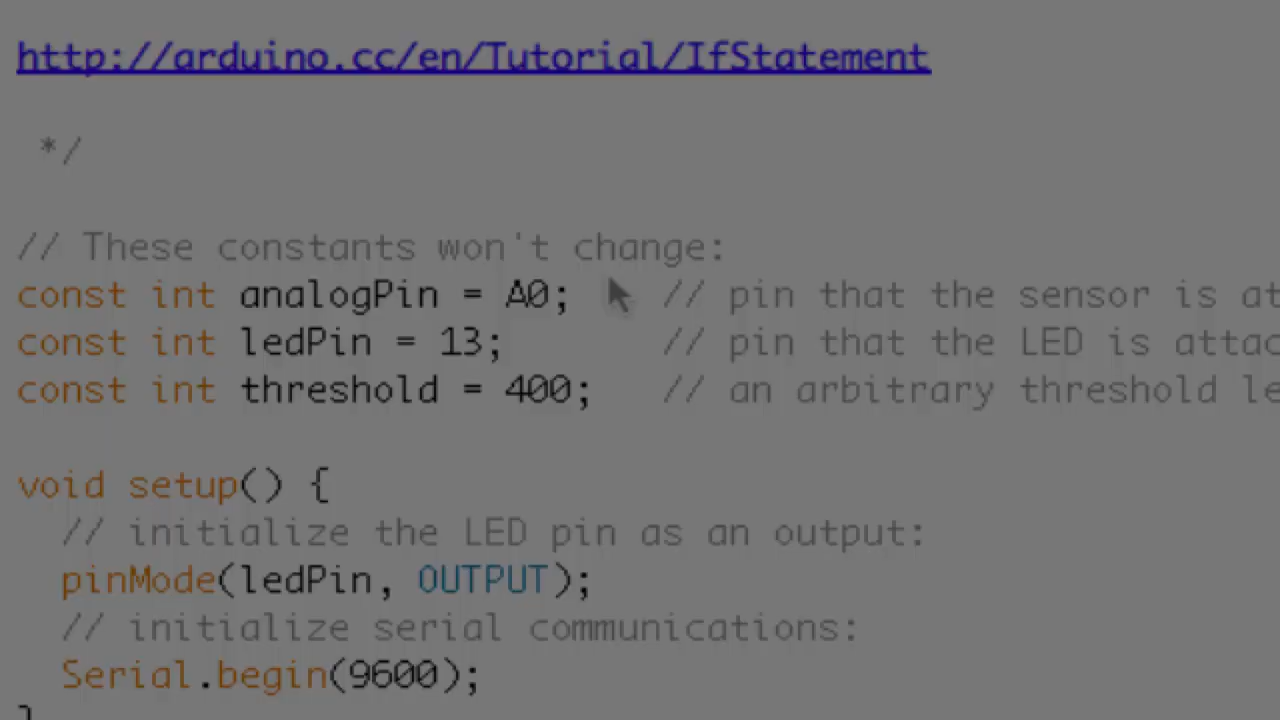 http://arduino.cc/en/Tutorial/IfStatement
*/
// These constants won't change:
const int analogPin = A0;    // pin that the sensor is at
const int ledPin = 13;       // pin that the LED is attac
const int threshold = 400;   // an arbitrary threshold le
void setup() {
  // initialize the LED pin as an output:
  pinMode(ledPin, OUTPUT);
  // initialize serial communications:
  Serial.begin(9600);
}